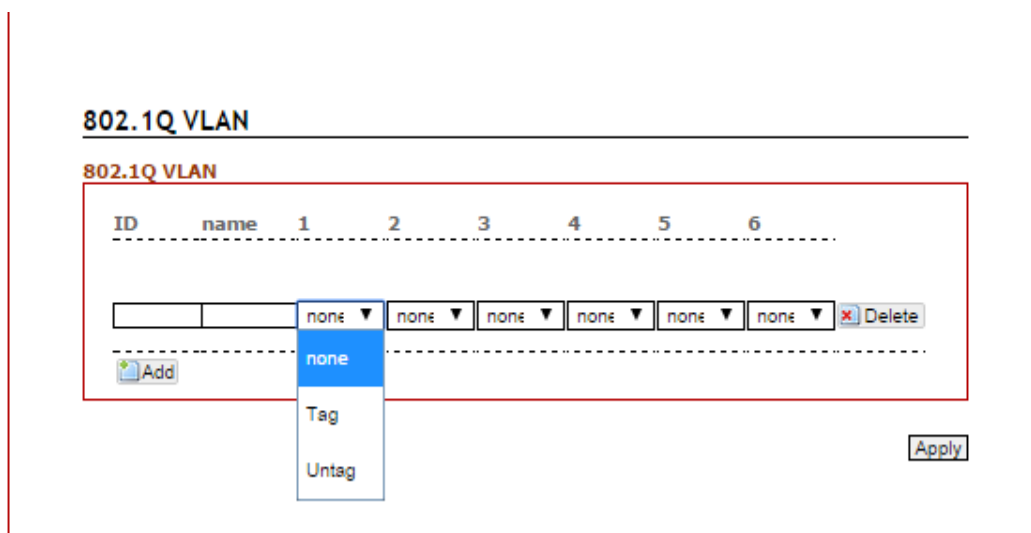 802.1Q VLAN
802.1Q VLAN
ID name 1 2 3 4 5 6
none none none none none none Delete
none
Add
Tag
Untag
Apply